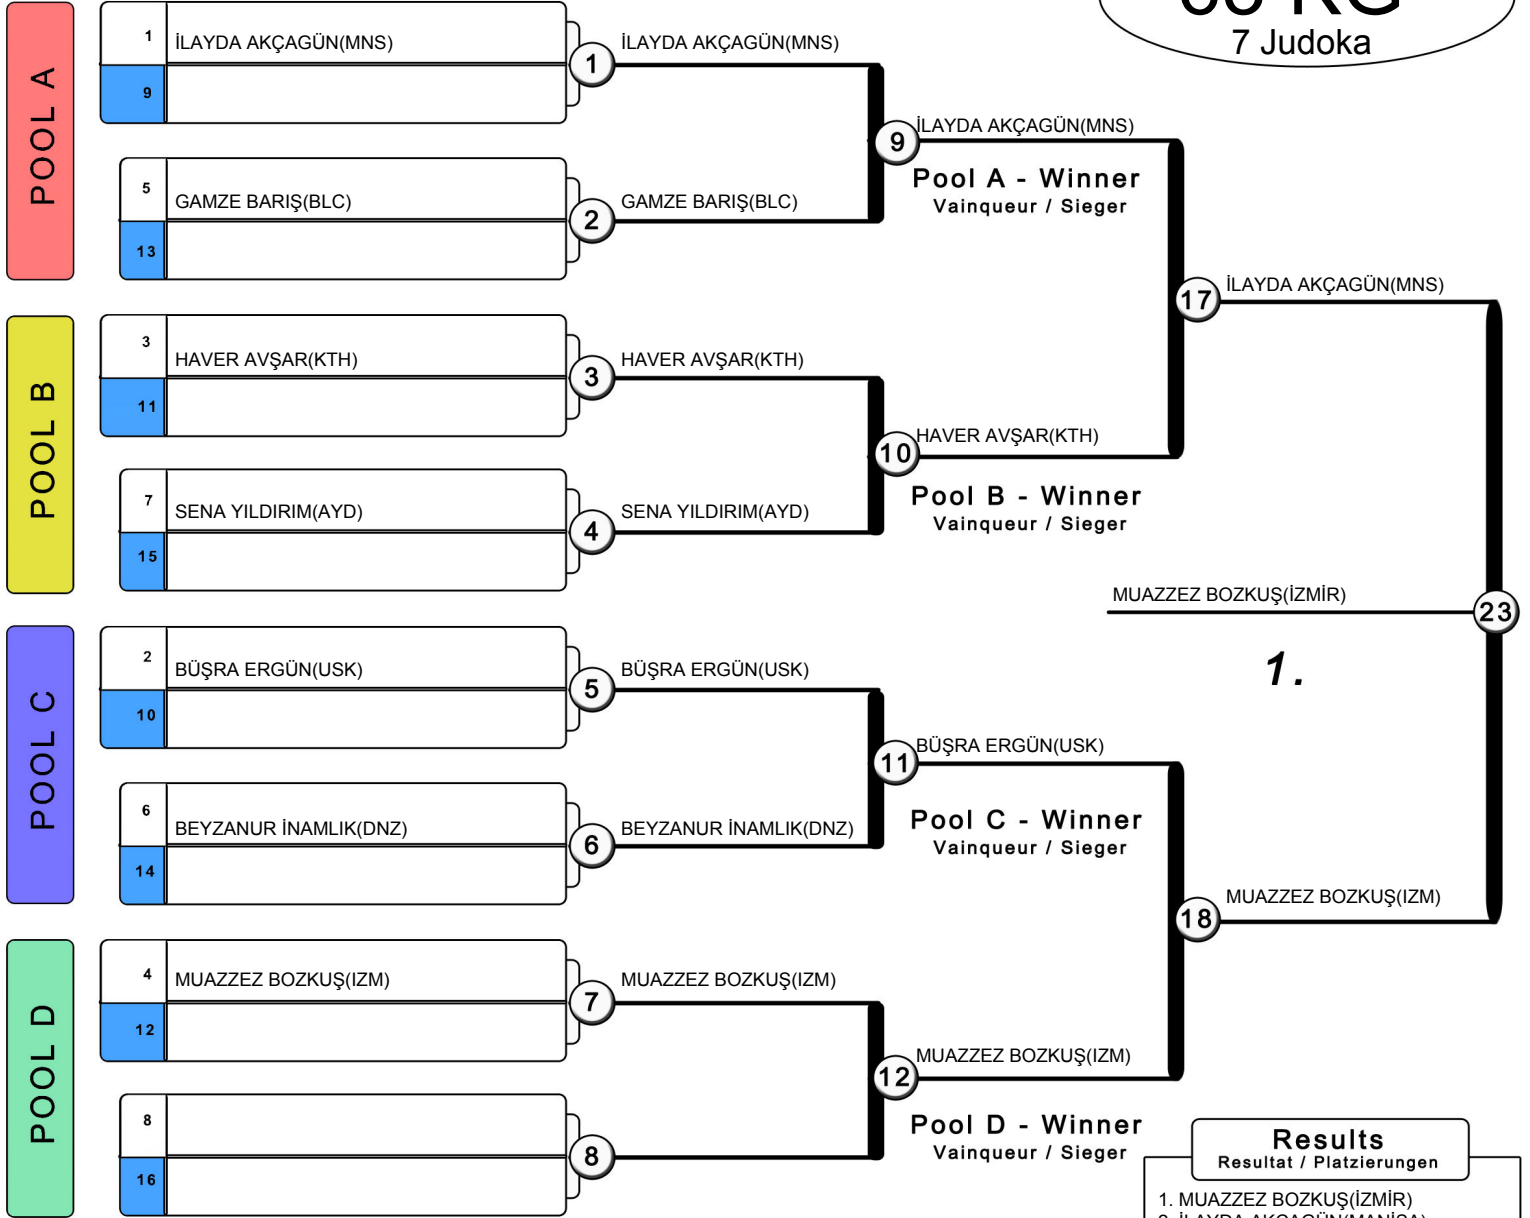 KG
7 Judoka
POOL A
1 İLAYDA AKÇAGÜN(MNS)
9
1 İLAYDA AKÇAGÜN(MNS)
5 GAMZE BARIŞ(BLC)
13
2 GAMZE BARIŞ(BLC)
9 İLAYDA AKÇAGÜN(MNS)
Pool A - Winner
Vainqueur / Sieger
POOL B
3 HAVER AVŞAR(KTH)
11
3 HAVER AVŞAR(KTH)
7 SENA YILDIRIM(AYD)
15
4 SENA YILDIRIM(AYD)
10 HAVER AVŞAR(KTH)
Pool B - Winner
Vainqueur / Sieger
17 İLAYDA AKÇAGÜN(MNS)
MUAZZEZ BOZKUŞ(İZMİR) 23
1.
POOL C
2 BÜŞRA ERGÜN(USK)
10
5 BÜŞRA ERGÜN(USK)
6 BEYZANUR İNAMLIK(DNZ)
14
6 BEYZANUR İNAMLIK(DNZ)
11 BÜŞRA ERGÜN(USK)
Pool C - Winner
Vainqueur / Sieger
18 MUAZZEZ BOZKUŞ(IZM)
POOL D
4 MUAZZEZ BOZKUŞ(IZM)
12
7 MUAZZEZ BOZKUŞ(IZM)
8
16
8
12 MUAZZEZ BOZKUŞ(IZM)
Pool D - Winner
Vainqueur / Sieger
Results
Resultat / Platzierungen
1. MUAZZEZ BOZKUŞ(İZMİR)
2. İLAYDA AKÇAGÜN(MANİSA)